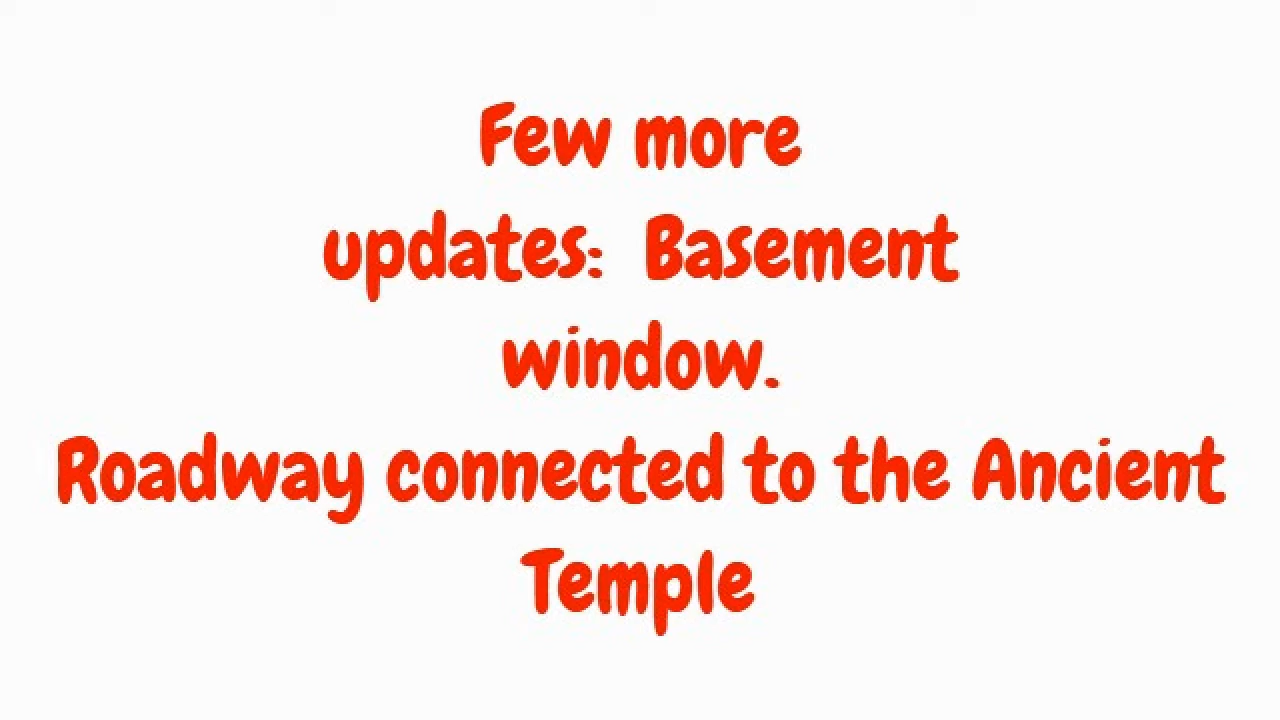 Few more
updates:  Basement
window.
Roadway connected to the Ancient
Temple